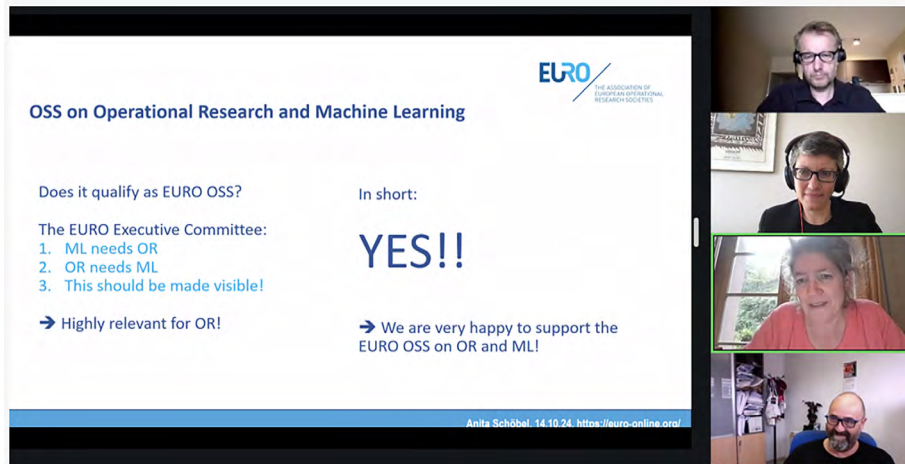 EURO
THE ASSOCIATION OF
EUROPEAN OPERATIONAL
RESEARCH SOCIETIES
OSS on Operational Research and Machine Learning
Does it qualify as EURO OSS?
The EURO Executive Committee:
1. ML needs OR
2. OR needs ML
3. This should be made visible!
➔ Highly relevant for OR!
In short:
YES!!
➔ We are very happy to support the
EURO OSS on OR and ML!
Anita Schöbel, 14.10.24, https://euro-online.org/